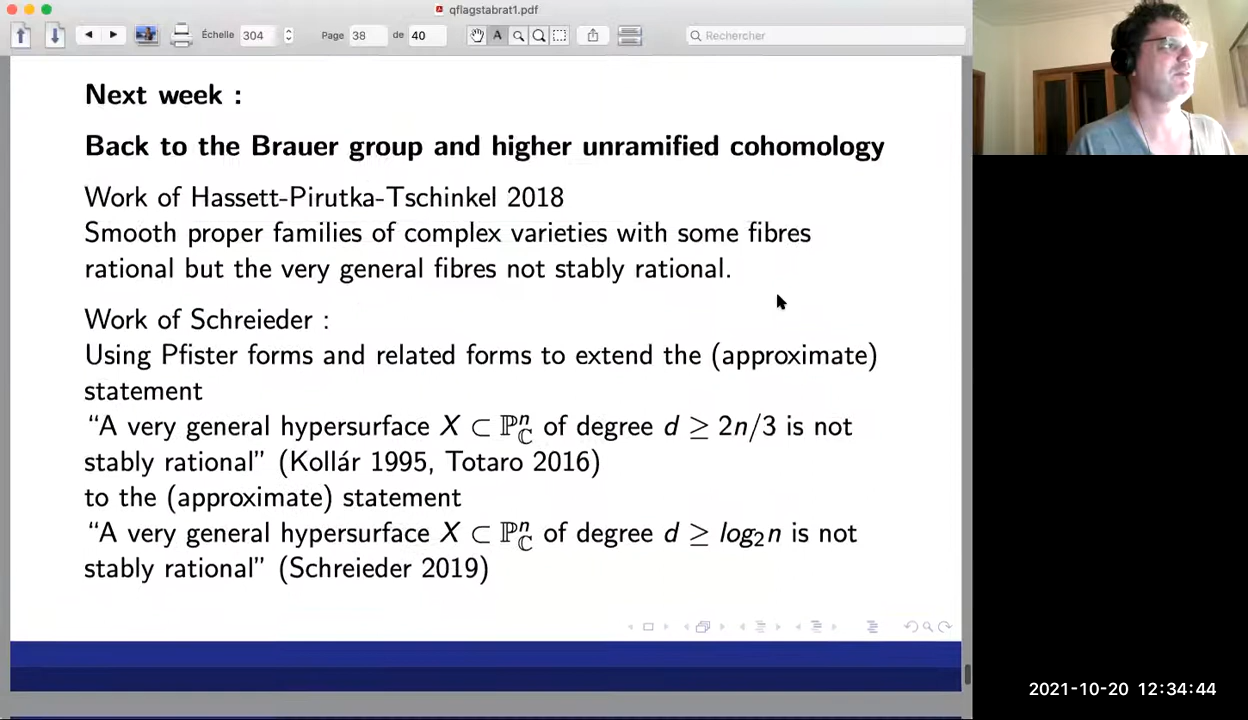 qflagstabrat1.pdf
Échelle 304 Page 38 de 40 A Rechercher
Next week :
Back to the Brauer group and higher unramified cohomology
Work of Hassett-Pirutka-Tschinkel 2018
Smooth proper families of complex varieties with some fibres
rational but the very general fibres not stably rational.
Work of Schreieder :
Using Pfister forms and related forms to extend the (approximate)
statement
“A very general hypersurface X ⊂ ℙⁿ_ℂ of degree d ≥ 2n/3 is not
stably rational” (Kollár 1995, Totaro 2016)
to the (approximate) statement
“A very general hypersurface X ⊂ ℙⁿ_ℂ of degree d ≥ log₂n is not
stably rational” (Schreieder 2019)
2021-10-20 12:34:44